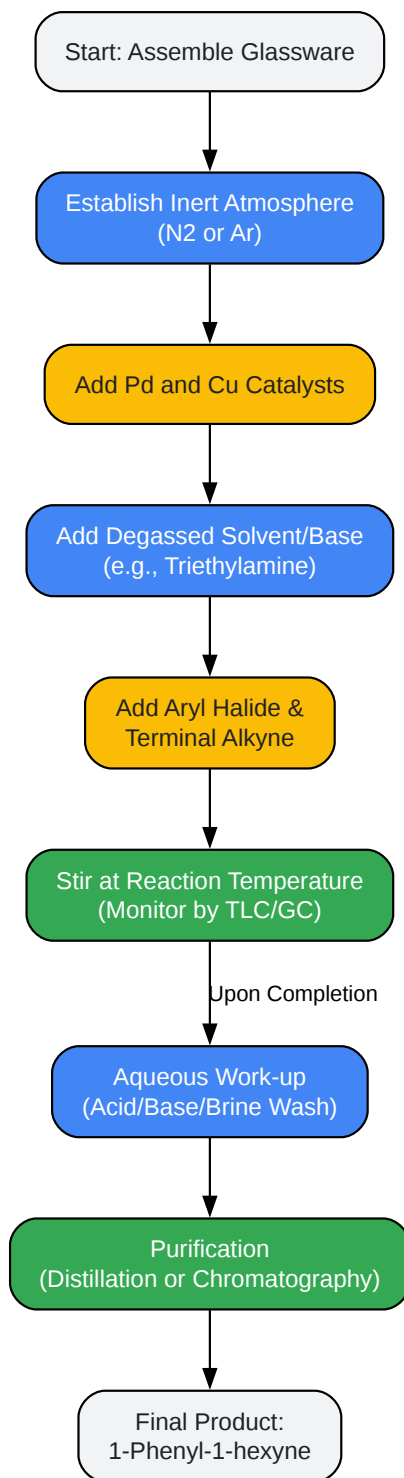 Start: Assemble Glassware
Establish Inert Atmosphere
(N2 or Ar)
Add Pd and Cu Catalysts
Add Degassed Solvent/Base
(e.g., Triethylamine)
Add Aryl Halide &
Terminal Alkyne
Stir at Reaction Temperature
(Monitor by TLC/GC)
Upon Completion
Aqueous Work-up
(Acid/Base/Brine Wash)
Purification
(Distillation or Chromatography)
Final Product:
1-Phenyl-1-hexyne